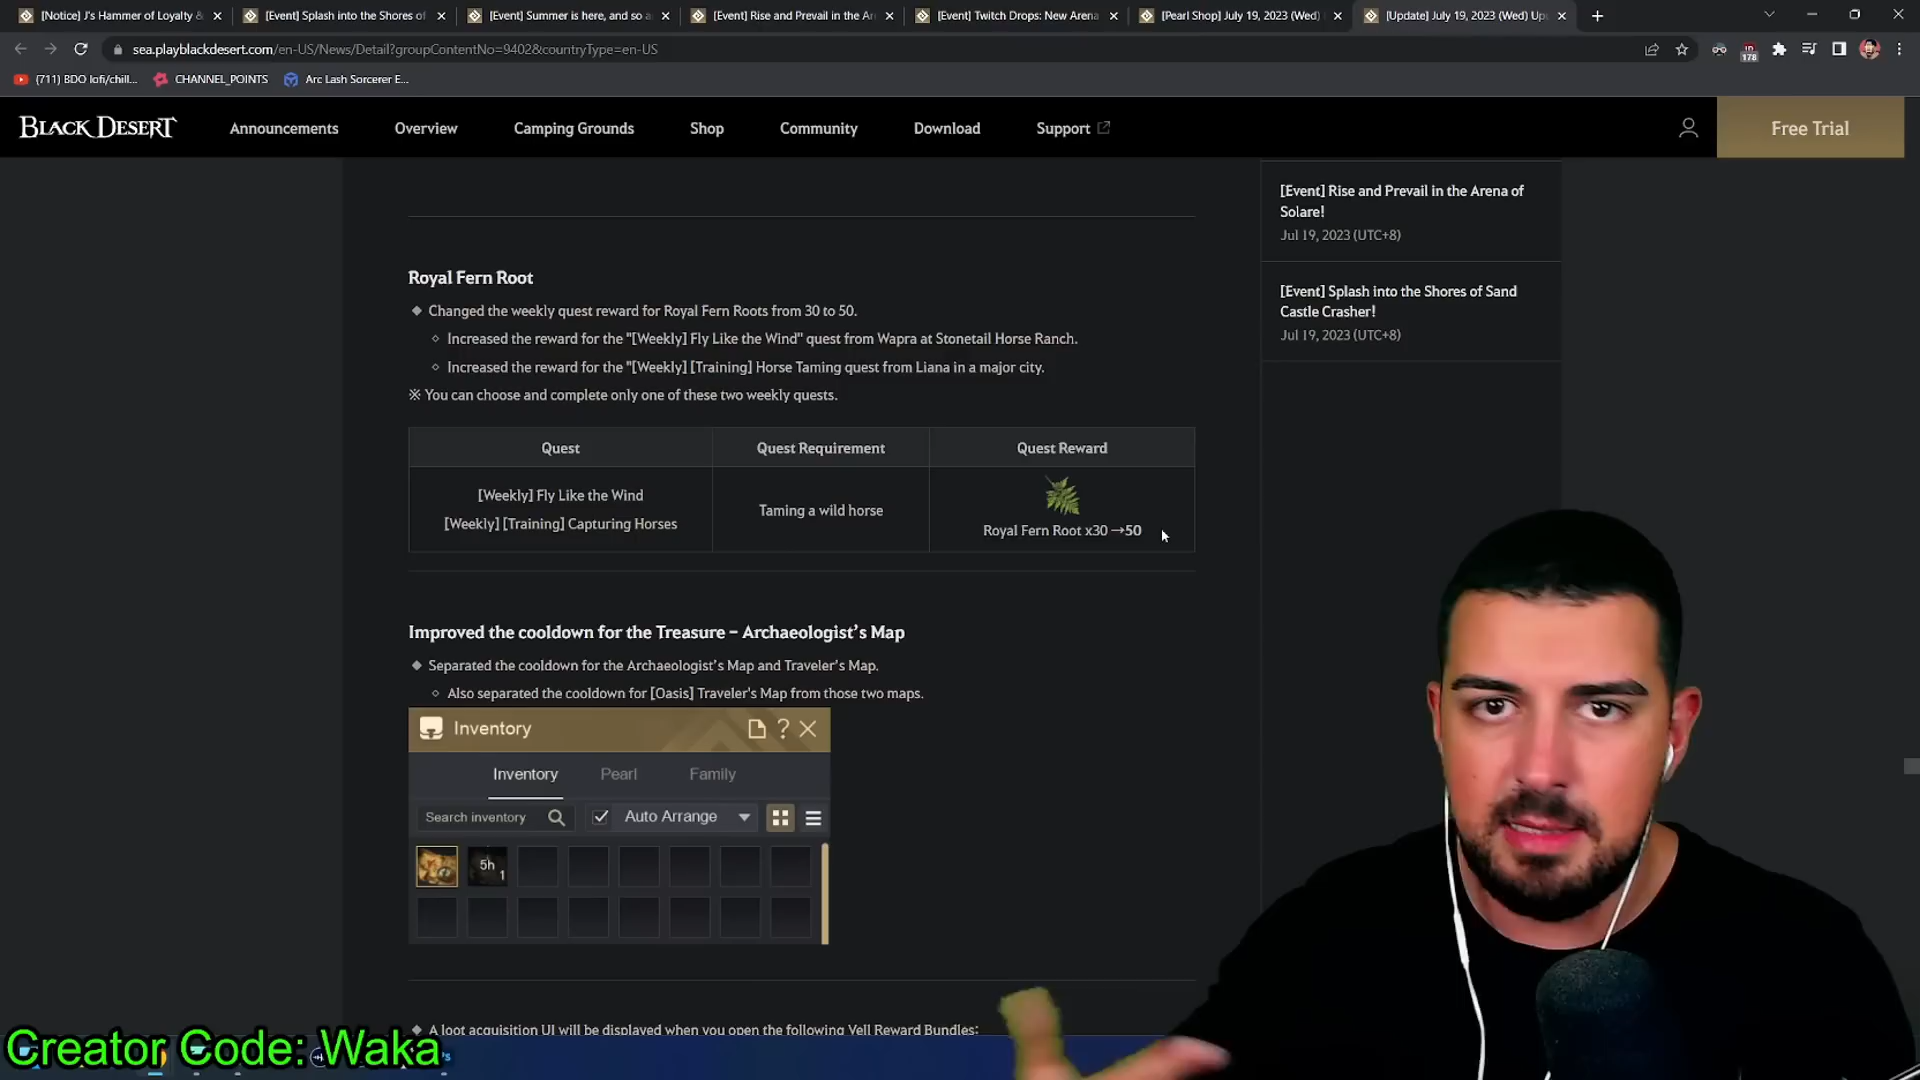 [Notice] J's Hammer of Loyalty &
[Event] Splash into the Shores of
[Event] Summer is here, and so a
[Event] Rise and Prevail in the Ar
[Event] Twitch Drops: New Arena
[Pearl Shop] July 19, 2023 (Wed)
[Update] July 19, 2023 (Wed) Up
sea.playblackdesert.com/en-US/News/Detail?groupContentNo=9402&countryType=en-US
178
(711) BDO lofi/chill...
CHANNEL_POINTS
Arc Lash Sorcerer E...
BLACK DESERT
Announcements
Overview
Camping Grounds
Shop
Community
Download
Support
Free Trial
[Event] Rise and Prevail in the Arena of
Solare!
Jul 19, 2023 (UTC+8)
[Event] Splash into the Shores of Sand
Castle Crasher!
Jul 19, 2023 (UTC+8)
Royal Fern Root
◆ Changed the weekly quest reward for Royal Fern Roots from 30 to 50.
◇ Increased the reward for the "[Weekly] Fly Like the Wind" quest from Wapra at Stonetail Horse Ranch.
◇ Increased the reward for the "[Weekly] [Training] Horse Taming quest from Liana in a major city.
※ You can choose and complete only one of these two weekly quests.
Quest
Quest Requirement
Quest Reward
[Weekly] Fly Like the Wind
[Weekly] [Training] Capturing Horses
Taming a wild horse
Royal Fern Root x30 →50
Improved the cooldown for the Treasure – Archaeologist's Map
◆ Separated the cooldown for the Archaeologist's Map and Traveler's Map.
◇ Also separated the cooldown for [Oasis] Traveler's Map from those two maps.
Inventory
Inventory
Pearl
Family
Search inventory
Auto Arrange
5h
1
◆ A loot acquisition UI will be displayed when you open the following Vell Reward Bundles:
Creator Code: Waka